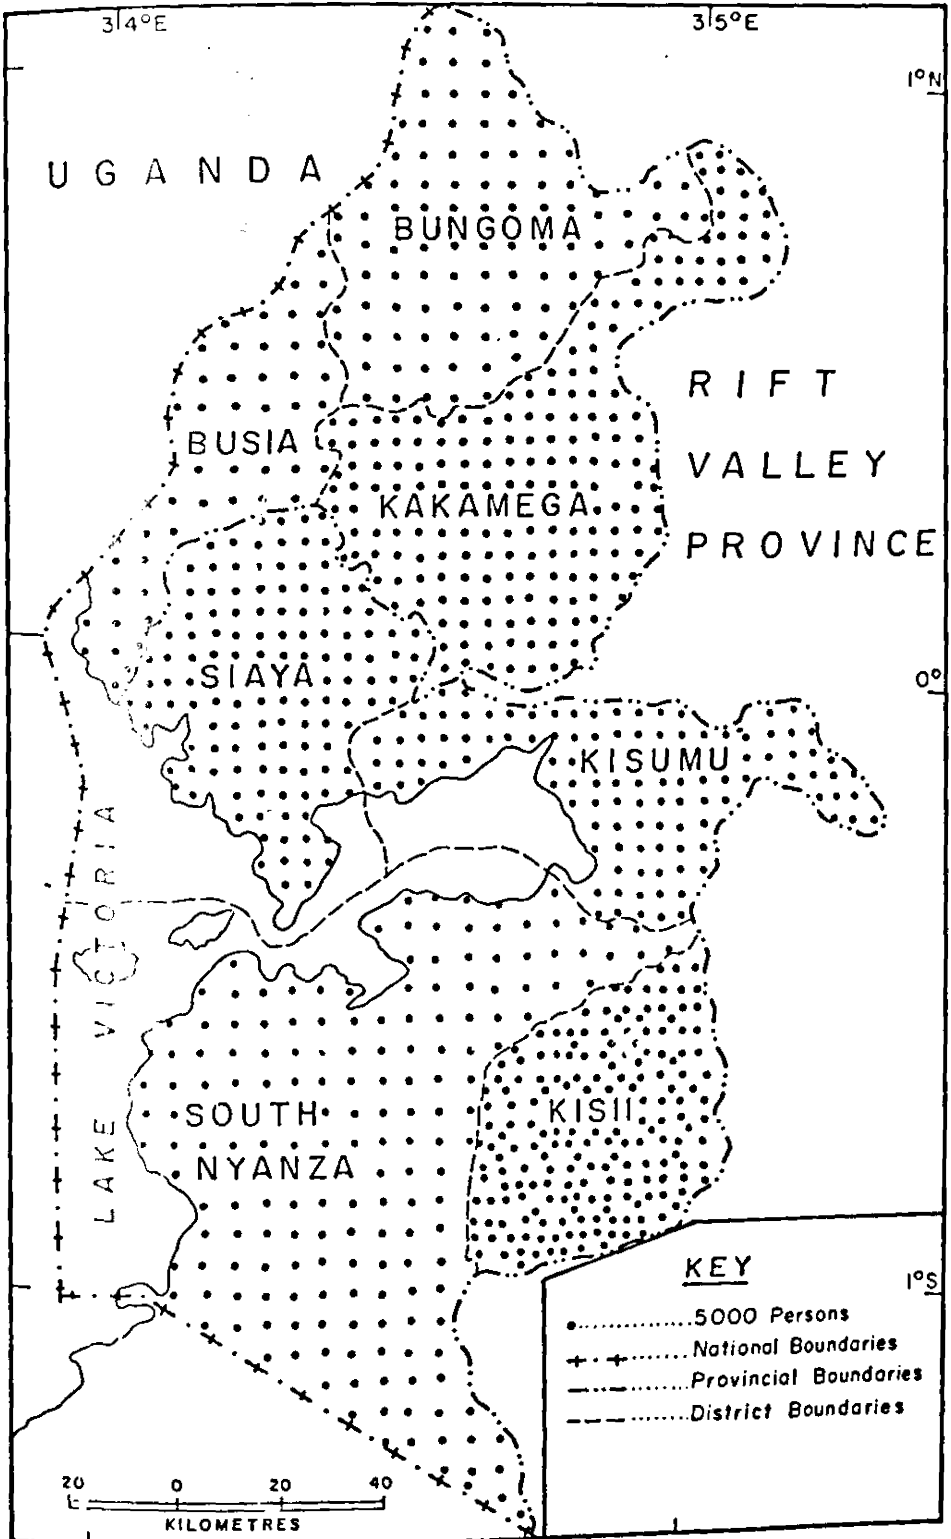 34°E
35°E
1°N
UGANDA
BUNGOMA
RIFT
VALLEY
PROVINCE
BUSIA
KAKAMEGA
SIAYA
0°
KISUMU
LAKE VICTORIA
SOUTH
NYANZA
KISII
1°S
KEY
5000 Persons
National Boundaries
Provincial Boundaries
District Boundaries
20 0 20 40
KILOMETRES